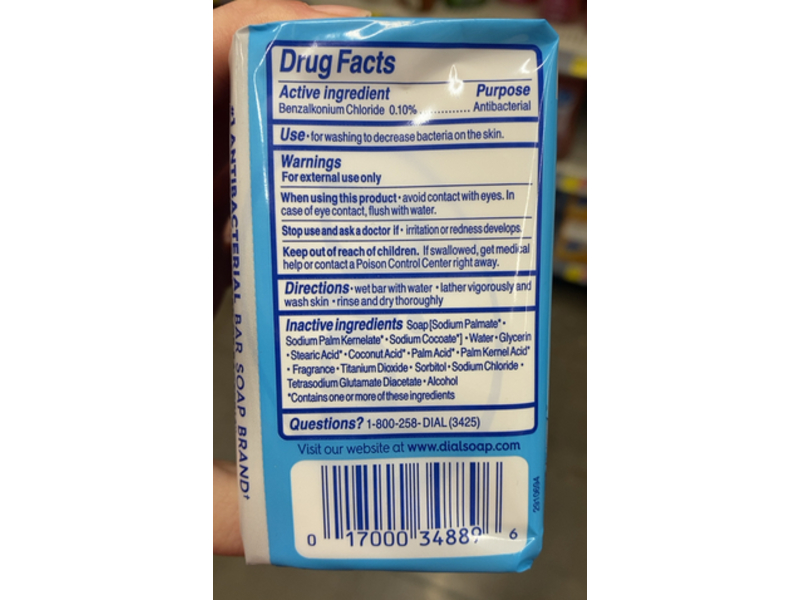 Drug Facts
Active ingredient Purpose
Benzalkonium Chloride 0.10%.............. Antibacterial
Use • for washing to decrease bacteria on the skin.
Warnings
For external use only
When using this product • avoid contact with eyes. In
case of eye contact, flush with water.
Stop use and ask a doctor if • irritation or redness develops.
Keep out of reach of children. If swallowed, get medical
help or contact a Poison Control Center right away.
Directions • wet bar with water • lather vigorously and
wash skin • rinse and dry thoroughly
Inactive ingredients Soap [Sodium Palmate* •
Sodium Palm Kernelate* • Sodium Cocoate*] • Water • Glycerin
• Stearic Acid* • Coconut Acid* • Palm Acid* • Palm Kernel Acid*
• Fragrance • Titanium Dioxide • Sorbitol • Sodium Chloride •
Tetrasodium Glutamate Diacetate • Alcohol
*Contains one or more of these ingredients
Questions? 1-800-258- DIAL (3425)
Visit our website at www.dialsoap.com
0 17000 34889 6
2910694
#1 ANTIBACTERIAL BAR SOAP BRAND†